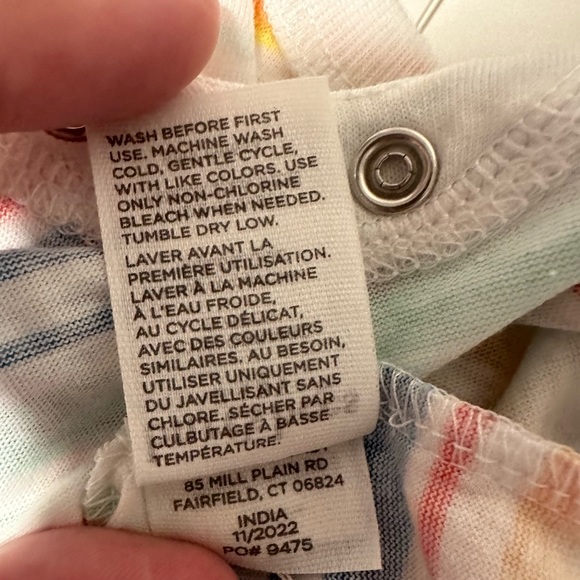 WASH BEFORE FIRST
USE. MACHINE WASH
COLD, GENTLE CYCLE,
WITH LIKE COLORS. USE
ONLY NON-CHLORINE
BLEACH WHEN NEEDED.
TUMBLE DRY LOW.
LAVER AVANT LA
PREMIÈRE UTILISATION.
LAVER À LA MACHINE
À L'EAU FROIDE,
AU CYCLE DÉLICAT,
AVEC DES COULEURS
SIMILAIRES. AU BESOIN,
UTILISER UNIQUEMENT
DU JAVELLISANT SANS
CHLORE. SÉCHER PAR
CULBUTAGE À BASSE
TEMPÉRATURE.
85 MILL PLAIN RD
FAIRFIELD, CT 06824
INDIA
11/2022
PO# 9475